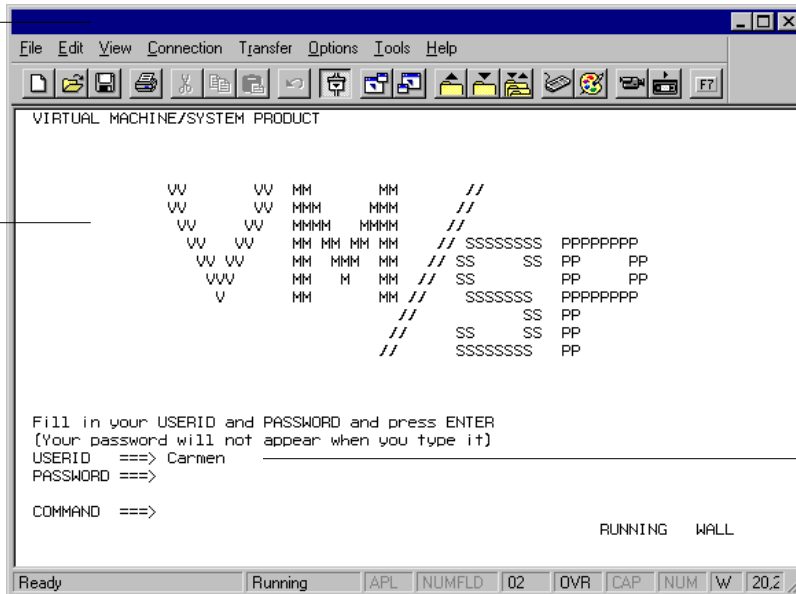 File Edit View Connection Transfer Options Tools Help
F7
VIRTUAL MACHINE/SYSTEM PRODUCT
VV        VV  MM       MM        //
VV        VV  MMM     MMM       //
 VV      VV   MMMM   MMMM      //
  VV    VV    MM MM MM MM     // SSSSSSSS  PPPPPPPP
   VV VV      MM  MMM  MM    // SS     SS  PP     PP
    VVV       MM   M   MM   //  SS         PP     PP
     V        MM       MM  //    SSSSSSS   PPPPPPPP
                          //           SS  PP
                         //     SS     SS  PP
                        //      SSSSSSSS   PP
Fill in your USERID and PASSWORD and press ENTER
(Your password will not appear when you type it)
USERID   ===> Carmen
PASSWORD ===>
COMMAND  ===>
RUNNING   WALL
Ready Running APL NUMFLD 02 OVR CAP NUM W 20,2